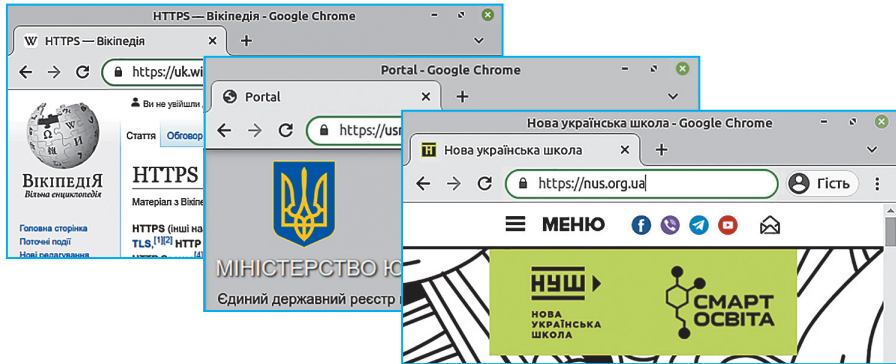 HTTPS — Вікіпедія - Google Chrome
W HTTPS — Вікіпедія
https://uk.wi
Ви не увійшли
Стаття Обговор
ВІКІПЕДІЯ
Вільна енциклопедія
HTTPS
Матеріал з Вікіпе
Головна сторінка
Поточні події
Нові редагування
HTTPS (інші на
TLS,[1][2] HTTP
[4]
Portal - Google Chrome
Portal
https://usr
МІНІСТЕРСТВО Ю
Єдиний державний реєстр
Нова українська школа - Google Chrome
Нова українська школа
https://nus.org.ua
Гість
МЕНЮ
НУШ
НОВА
УКРАЇНСЬКА
ШКОЛА
СМАРТ
ОСВІТА